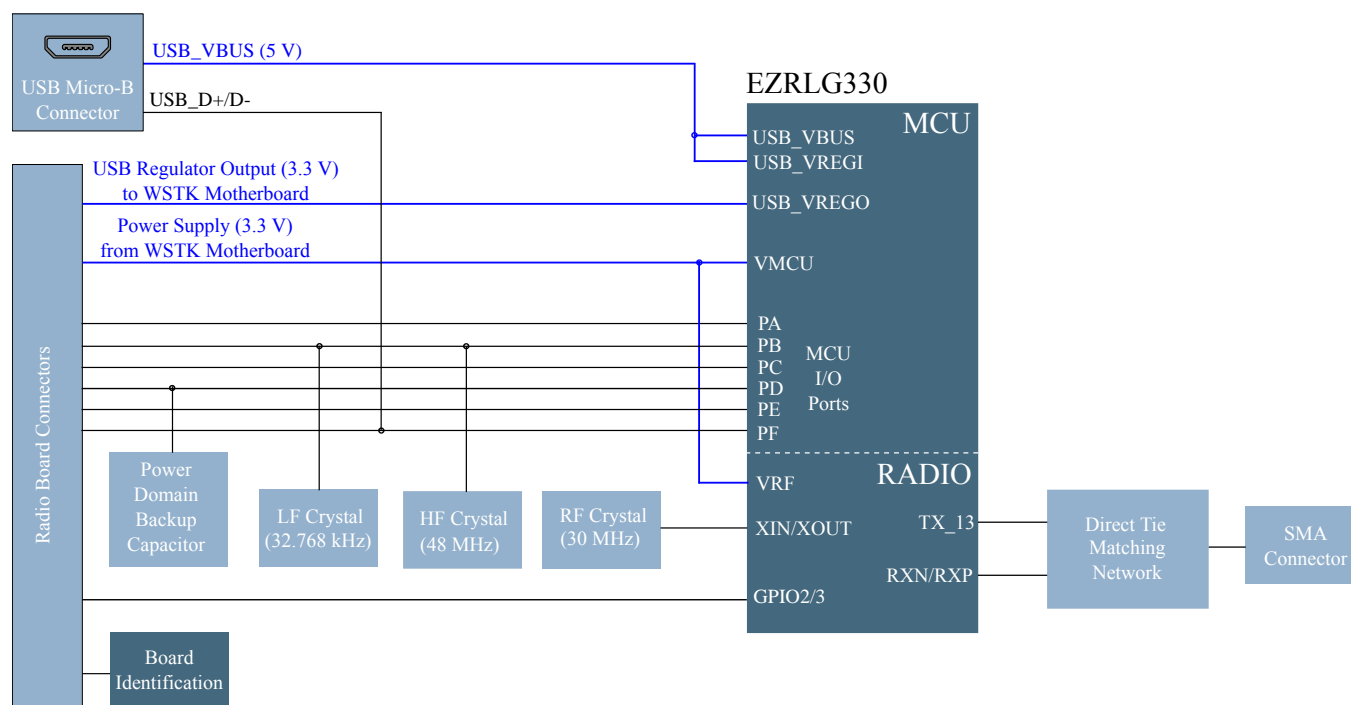 USB Micro-B
Connector
USB_VBUS (5 V)
USB_D+/D-
USB Regulator Output (3.3 V)
to WSTK Motherboard
Power Supply (3.3 V)
from WSTK Motherboard
Radio Board Connectors
EZRLG330
MCU
USB_VBUS
USB_VREGI
USB_VREGO
VMCU
PA
PB
PC
PD
PE
PF
MCU
I/O
Ports
RADIO
VRF
XIN/XOUT
GPIO2/3
TX_13
RXN/RXP
Power
Domain
Backup
Capacitor
LF Crystal
(32.768 kHz)
HF Crystal
(48 MHz)
RF Crystal
(30 MHz)
Direct Tie
Matching
Network
SMA
Connector
Board
Identification